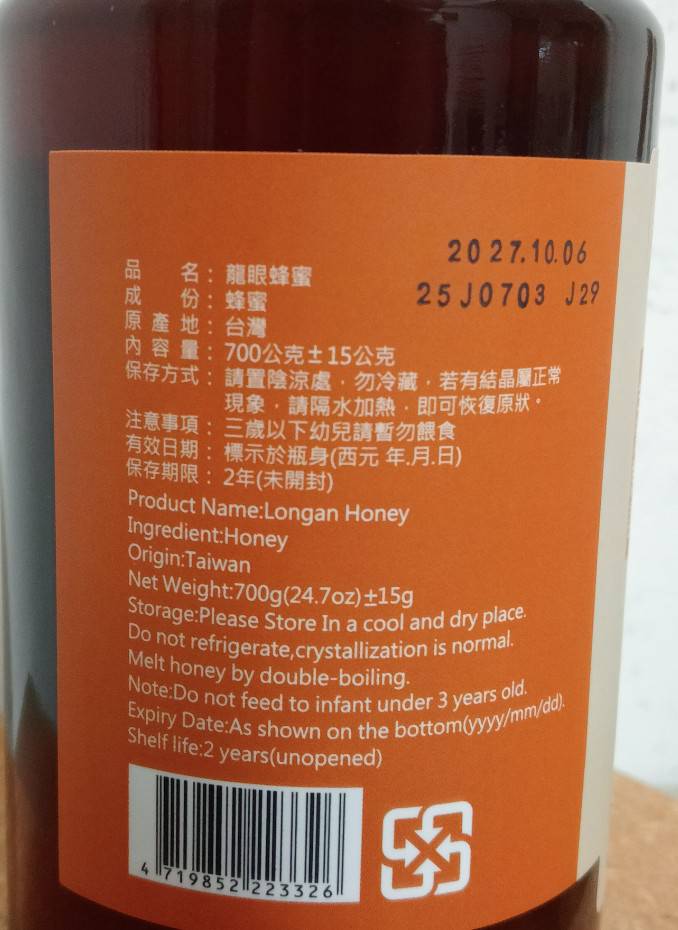 2027.10.06
25J0703 J29
品名：龍眼蜂蜜
成份：蜂蜜
原產地：台灣
內容量：700公克±15公克
保存方式：請置陰涼處，勿冷藏，若有結晶屬正常
現象，請隔水加熱，即可恢復原狀。
注意事項：三歲以下幼兒請暫勿餵食
有效日期：標示於瓶身(西元 年.月.日)
保存期限：2年(未開封)
Product Name:Longan Honey
Ingredient:Honey
Origin:Taiwan
Net Weight:700g(24.7oz)±15g
Storage:Please Store In a cool and dry place.
Do not refrigerate,crystallization is normal.
Melt honey by double-boiling.
Note:Do not feed to infant under 3 years old.
Expiry Date:As shown on the bottom(yyyy/mm/dd).
Shelf life:2 years(unopened)
4 719852 223326